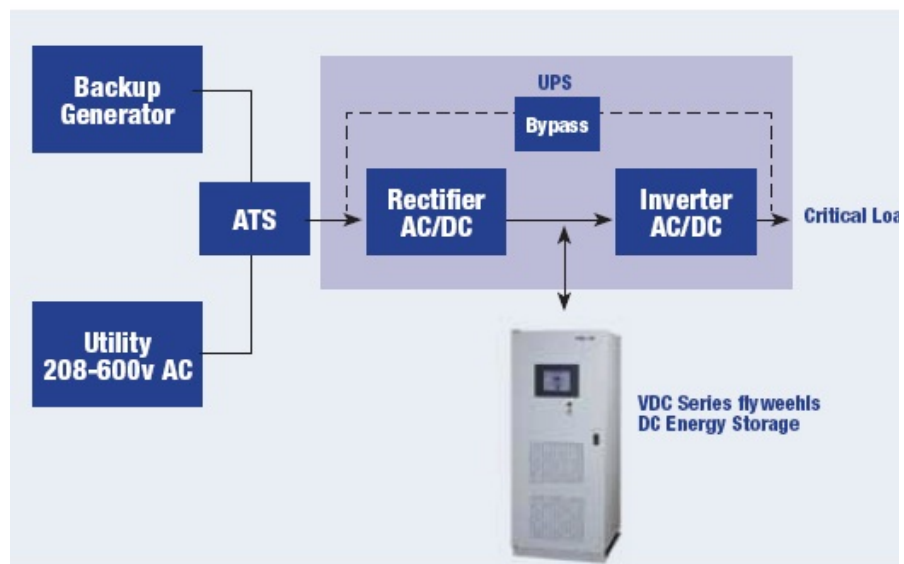 Backup
Generator
UPS
Bypass
ATS
Rectifier
AC/DC
Inverter
AC/DC
Critical Loa
Utility
208-600v AC
VDC Series flyweehls
DC Energy Storage